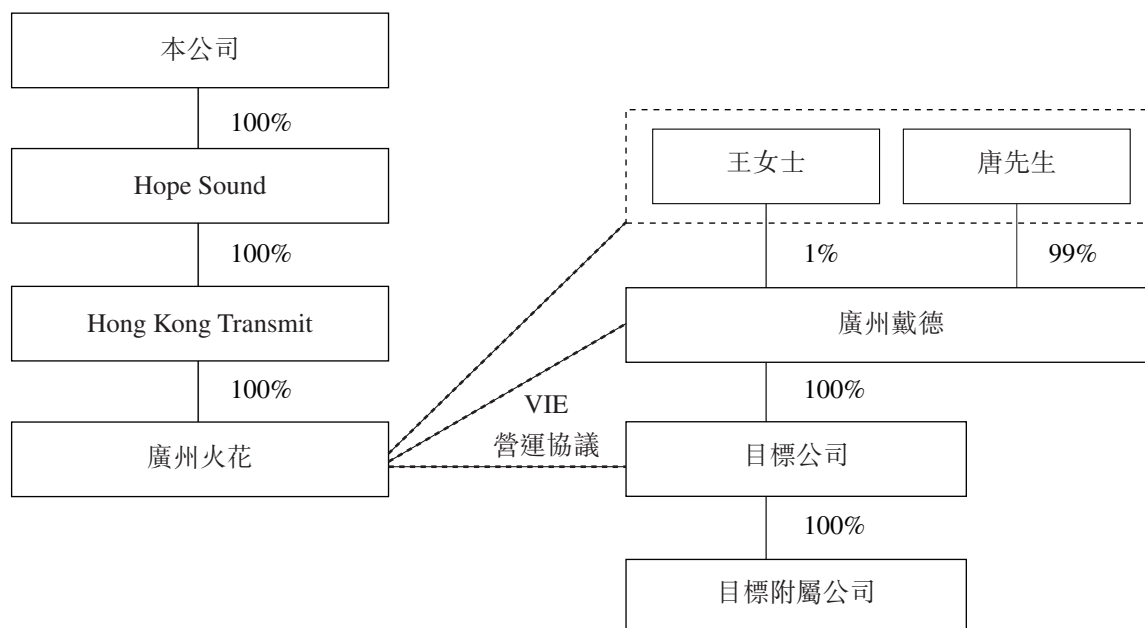 本公司
100%
Hope Sound
100%
Hong Kong Transmit
100%
廣州火花
VIE
營運協議
王女士
唐先生
1%
99%
廣州戴德
100%
目標公司
100%
目標附屬公司